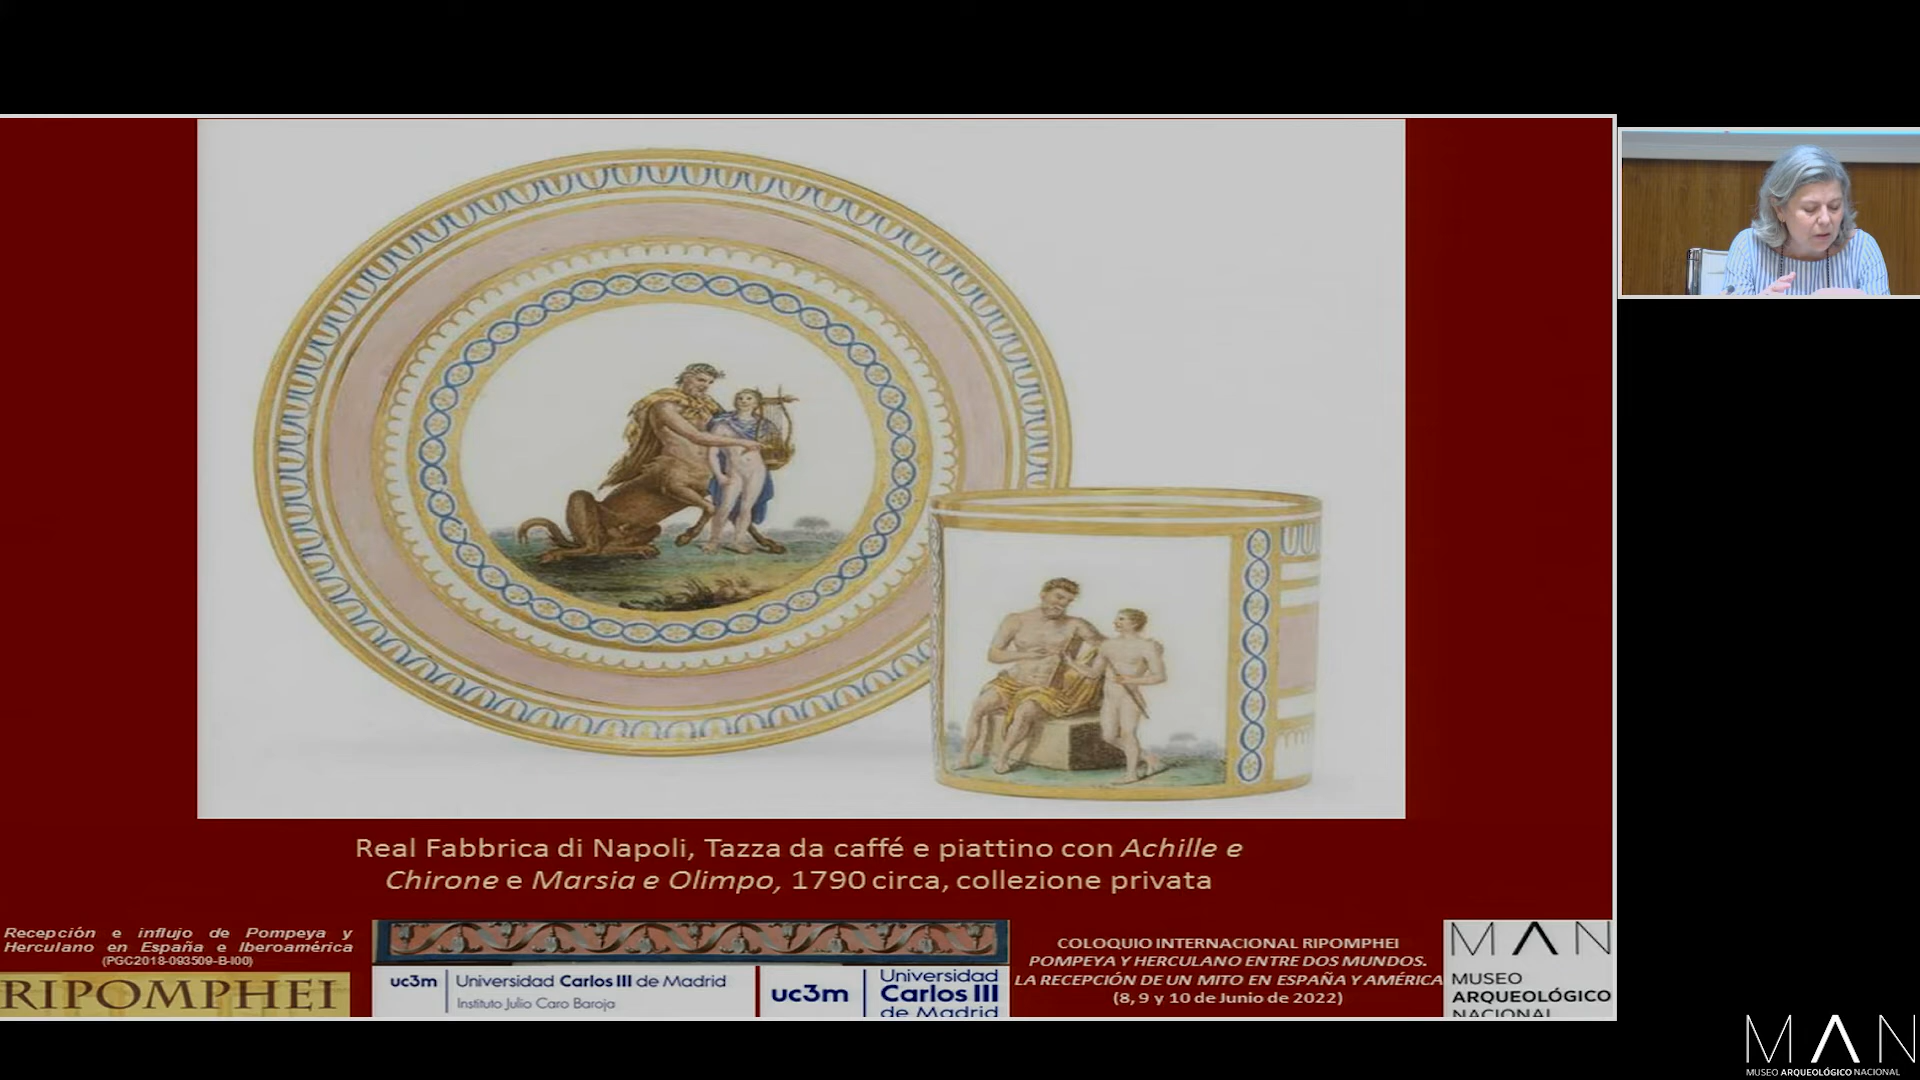 Real Fabbrica di Napoli, Tazza da caffé e piattino con Achille e
Chirone e Marsia e Olimpo, 1790 circa, collezione privata
Recepción e influjo de Pompeya y
Herculano en España e Iberoamérica
(PGC2018-093509-B-I00)
RIPOMPHEI
uc3m Universidad Carlos III de Madrid
Instituto Julio Caro Baroja
uc3m Universidad
Carlos III
de Madrid
COLOQUIO INTERNACIONAL RIPOMPHEI
POMPEYA Y HERCULANO ENTRE DOS MUNDOS.
LA RECEPCIÓN DE UN MITO EN ESPAÑA Y AMÉRICA
(8, 9 y 10 de Junio de 2022)
MAN
MUSEO
ARQUEOLÓGICO
NACIONAL
MAN
MUSEO ARQUEOLÓGICO NACIONAL